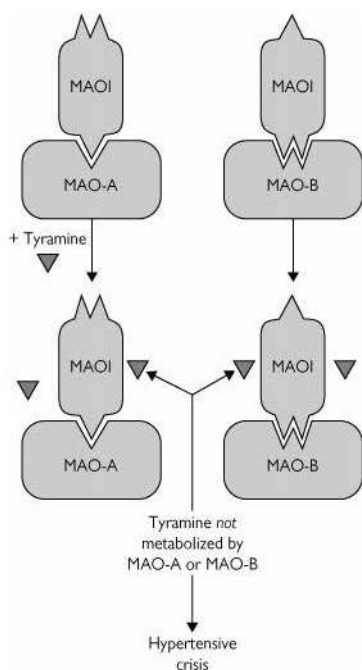 MAOI
MAOI
MAO-A
MAO-B
+ Tyramine
MAOI
MAOI
MAO-A
MAO-B
Tyramine not
metabolized by
MAO-A or MAO-B
Hypertensive
crisis